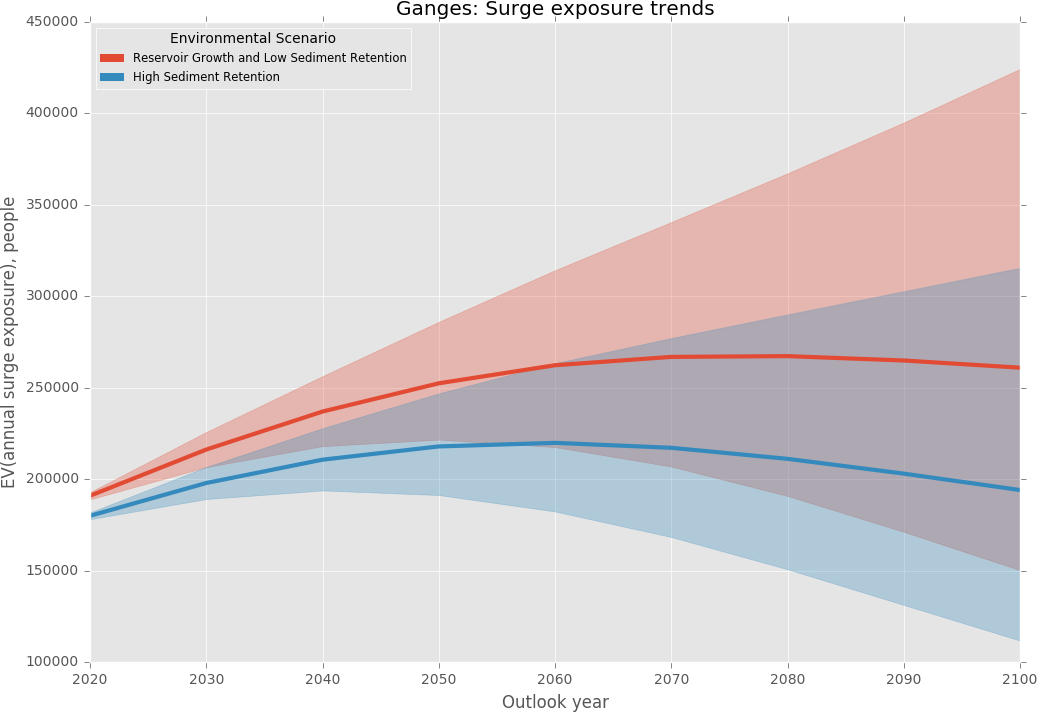 Ganges: Surge exposure trends
450000
400000
350000
300000
250000
200000
150000
100000
EV(annual surge exposure), people
Environmental Scenario
Reservoir Growth and Low Sediment Retention
High Sediment Retention
2020 2030 2040 2050 2060 2070 2080 2090 2100
Outlook year